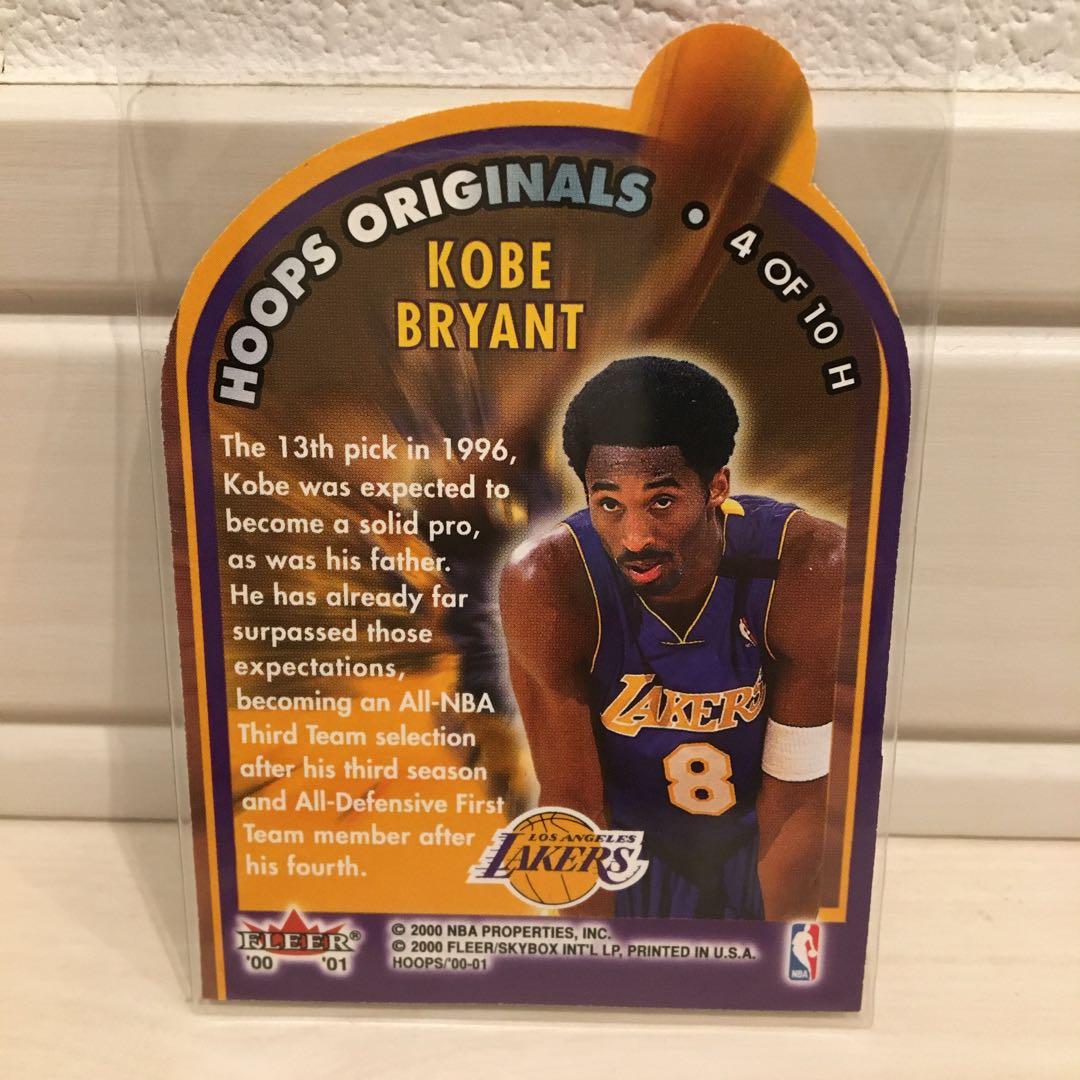 HOOPS ORIGINALS • 4 OF 10 H
KOBE
BRYANT
The 13th pick in 1996,
Kobe was expected to
become a solid pro,
as was his father.
He has already far
surpassed those
expectations,
becoming an All-NBA
Third Team selection
after his third season
and All-Defensive First
Team member after
his fourth.
LAKERS
8
LOS ANGELES
LAKERS
FLEER®
'00 '01
© 2000 NBA PROPERTIES, INC.
© 2000 FLEER/SKYBOX INT'L LP, PRINTED IN U.S.A.
HOOPS/'00-01
NBA